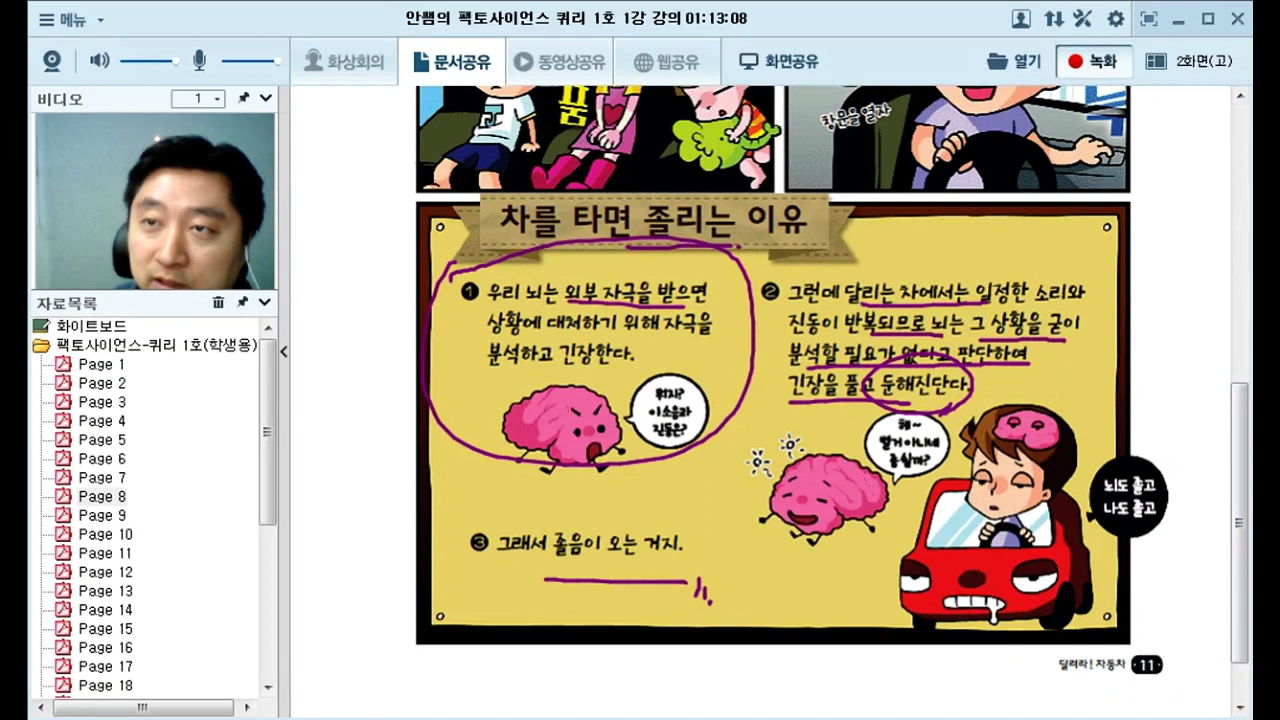 메뉴
안쌤의 팩토사이언스 퀴리 1호 1강 강의 01:13:08
화상회의
문서공유
동영상공유
웹공유
화면공유
열기
녹화
2화면(고)
비디오
1
자료목록
화이트보드
팩토사이언스-퀴리 1호(학생용)
Page 1
Page 2
Page 3
Page 4
Page 5
Page 6
Page 7
Page 8
Page 9
Page 10
Page 11
Page 12
Page 13
Page 14
Page 15
Page 16
Page 17
Page 18
품
창문을 열자
차를 타면 졸리는 이유
❶ 우리 뇌는 외부 자극을 받으면
상황에 대처하기 위해 자극을
분석하고 긴장한다.
뭐지?
이 소음과
진동은?
❷ 그런데 달리는 차에서는 일정한 소리와
진동이 반복되므로 뇌는 그 상황을 굳이
분석할 필요가 없다고 판단하여
긴장을 풀고 둔해진단다.
헤~
별거 아니네
좀 쉴까?
뇌도 졸고
나도 졸고
❸ 그래서 졸음이 오는 거지.
달려라! 자동차 11